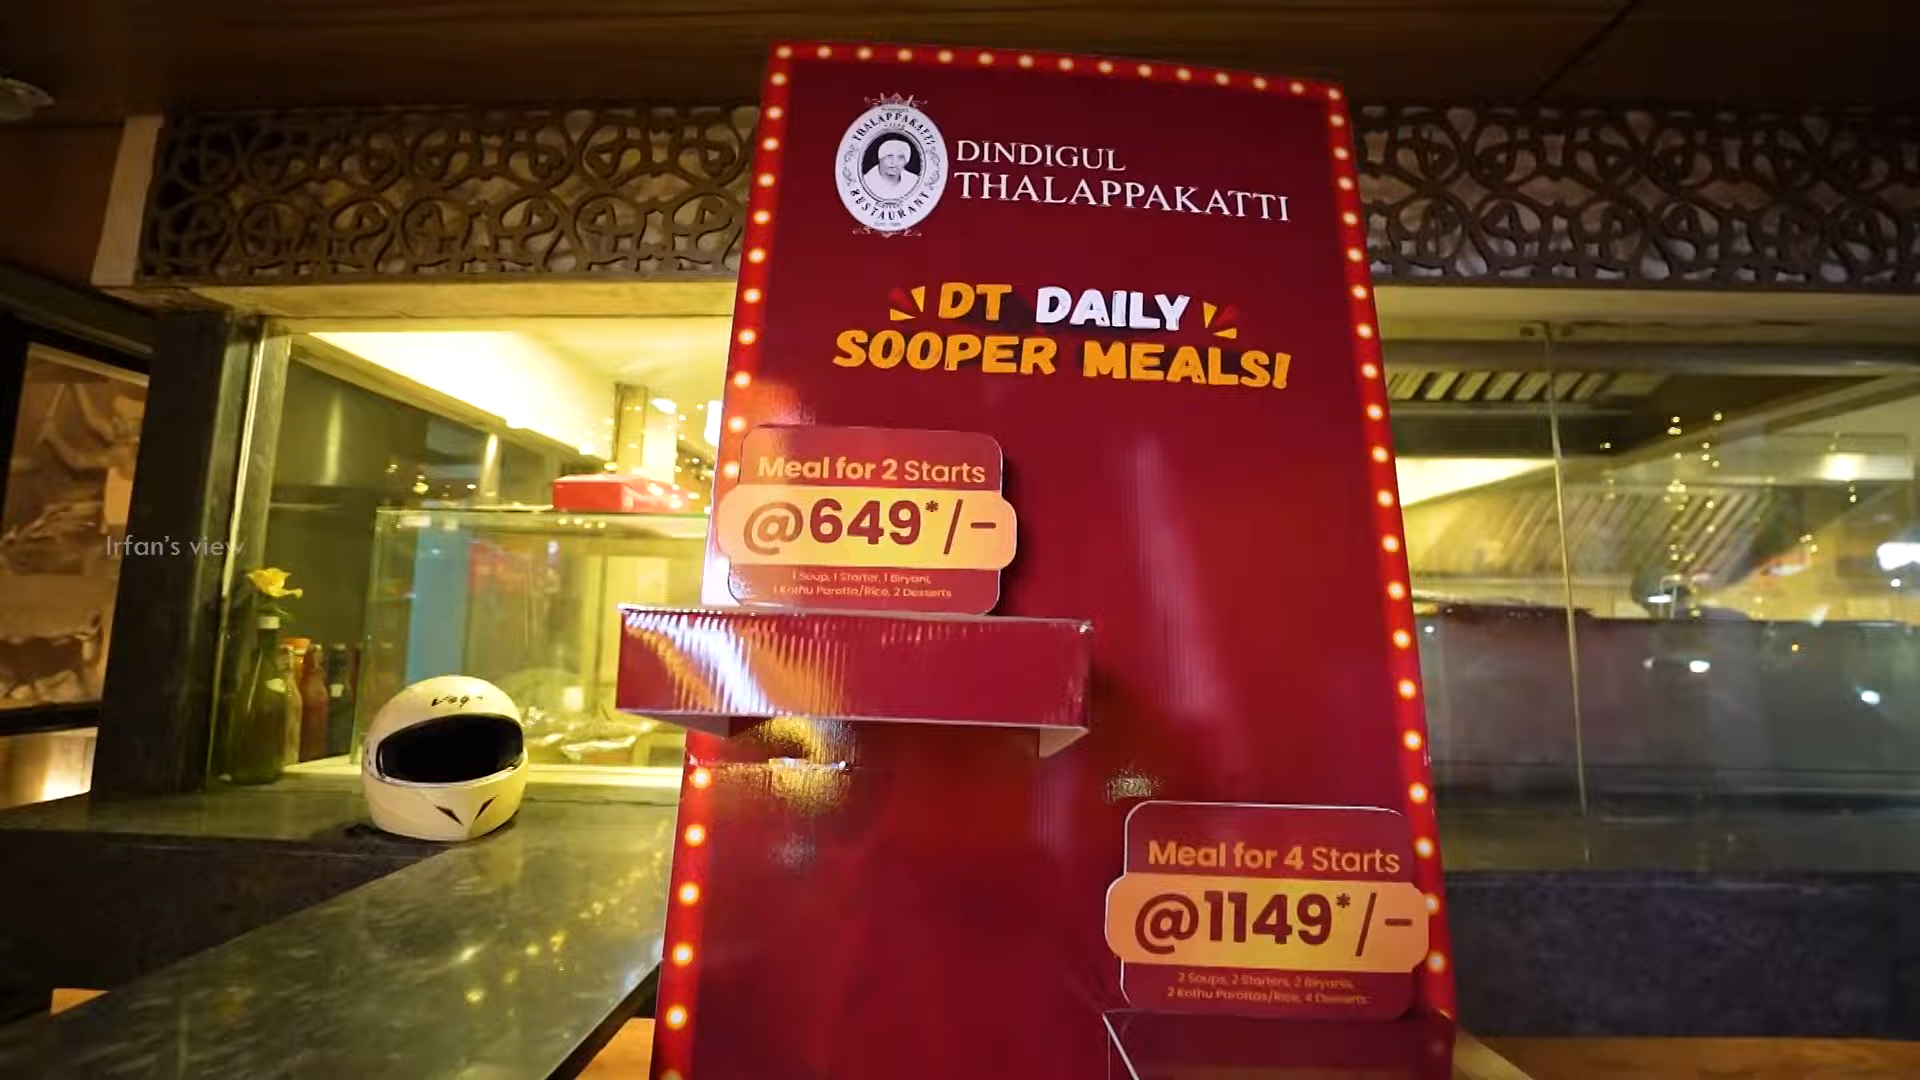 THALAPPAKATTI
RESTAURANT
DINDIGUL
THALAPPAKATTI
DT DAILY
SOOPER MEALS!
Meal for 2 Starts
@649*/-
1 Soup, 1 Starter, 1 Biryani,
1 Kothu Parotta/Rice, 2 Desserts
Irfan's view
Meal for 4 Starts
@1149*/-
2 Soups, 2 Starters, 2 Biryanis,
2 Kothu Parottas/Rice, 4 Desserts